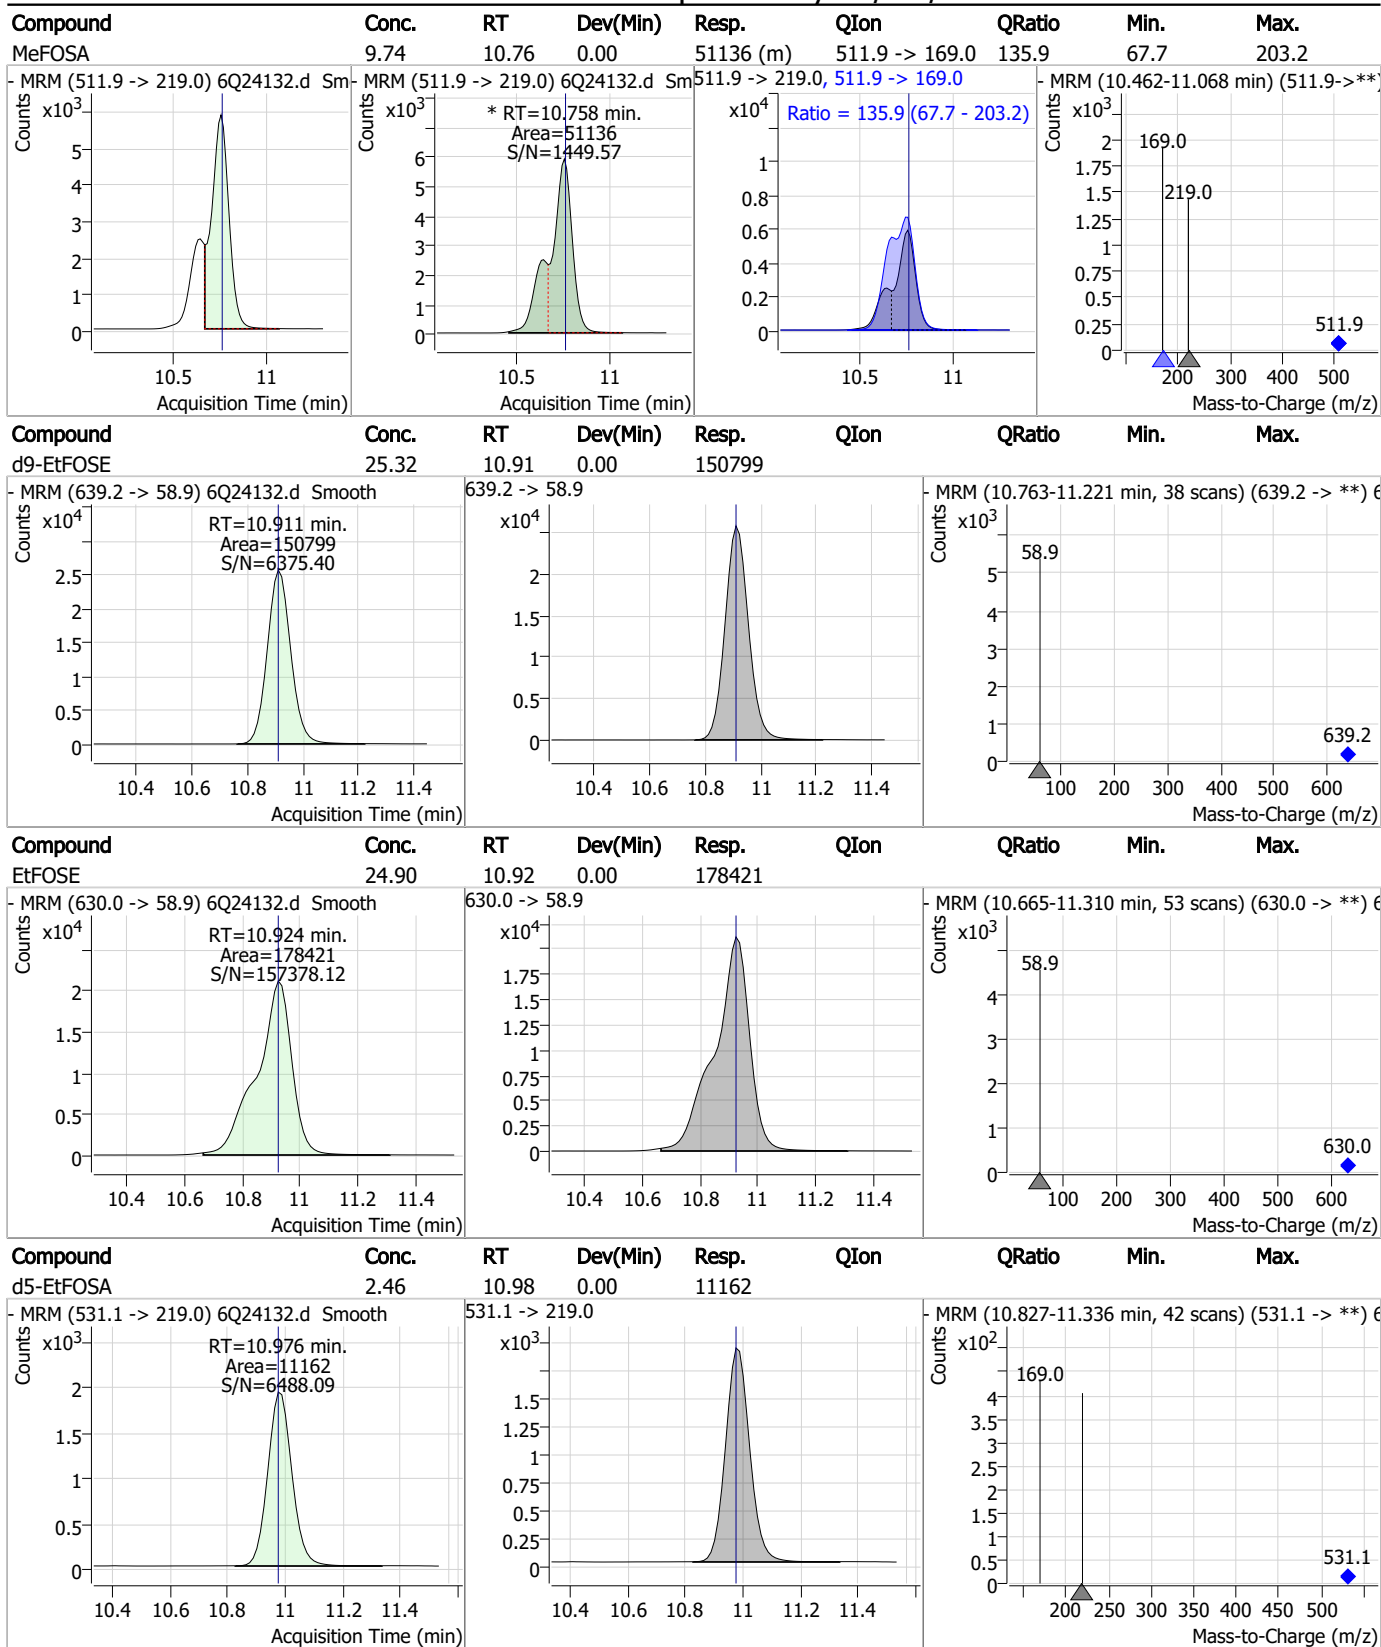 Compound Conc. RT Dev(Min) Resp. QIon QRatio Min. Max.
MeFOSA 9.74 10.76 0.00 51136 (m) 511.9 -> 169.0 135.9 67.7 203.2
- MRM (511.9 -> 219.0) 6Q24132.d Sm
Counts
x10³
5
4
3
2
1
0
10.5 11
Acquisition Time (min)
- MRM (511.9 -> 219.0) 6Q24132.d Sm
* RT=10.758 min.
Area=51136
S/N=1449.57
Counts
x10³
6
5
4
3
2
1
0
10.5 11
Acquisition Time (min)
511.9 -> 219.0, 511.9 -> 169.0
Ratio = 135.9 (67.7 - 203.2)
Counts
x10⁴
1
0.8
0.6
0.4
0.2
0
10.5 11
Acquisition Time (min)
- MRM (10.462-11.068 min) (511.9->**)
Counts
x10³
2
1.75
1.5
1.25
1
0.75
0.5
0.25
0
169.0
219.0
511.9
200 300 400 500
Mass-to-Charge (m/z)
Compound Conc. RT Dev(Min) Resp. QIon QRatio Min. Max.
d9-EtFOSE 25.32 10.91 0.00 150799
- MRM (639.2 -> 58.9) 6Q24132.d Smooth
RT=10.911 min.
Area=150799
S/N=6375.40
Counts
x10⁴
2.5
2
1.5
1
0.5
0
10.4 10.6 10.8 11 11.2 11.4
Acquisition Time (min)
639.2 -> 58.9
x10⁴
2
1.5
1
0.5
0
10.4 10.6 10.8 11 11.2 11.4
- MRM (10.763-11.221 min, 38 scans) (639.2 -> **) 6
Counts
x10³
5
4
3
2
1
0
58.9
639.2
100 200 300 400 500 600
Mass-to-Charge (m/z)
Compound Conc. RT Dev(Min) Resp. QIon QRatio Min. Max.
EtFOSE 24.90 10.92 0.00 178421
- MRM (630.0 -> 58.9) 6Q24132.d Smooth
RT=10.924 min.
Area=178421
S/N=157378.12
Counts
x10⁴
2
1.5
1
0.5
0
10.4 10.6 10.8 11 11.2 11.4
Acquisition Time (min)
630.0 -> 58.9
x10⁴
1.75
1.5
1.25
1
0.75
0.5
0.25
0
10.4 10.6 10.8 11 11.2 11.4
- MRM (10.665-11.310 min, 53 scans) (630.0 -> **) 6
Counts
x10³
4
3
2
1
0
58.9
630.0
100 200 300 400 500 600
Mass-to-Charge (m/z)
Compound Conc. RT Dev(Min) Resp. QIon QRatio Min. Max.
d5-EtFOSA 2.46 10.98 0.00 11162
- MRM (531.1 -> 219.0) 6Q24132.d Smooth
RT=10.976 min.
Area=11162
S/N=6488.09
Counts
x10³
2
1.5
1
0.5
0
10.4 10.6 10.8 11 11.2 11.4
Acquisition Time (min)
531.1 -> 219.0
x10³
1.5
1.25
1
0.75
0.5
0.25
0
10.4 10.6 10.8 11 11.2 11.4
- MRM (10.827-11.336 min, 42 scans) (531.1 -> **) 6
Counts
x10²
4
3.5
3
2.5
2
1.5
1
0.5
0
169.0
531.1
200 250 300 350 400 450 500
Mass-to-Charge (m/z)